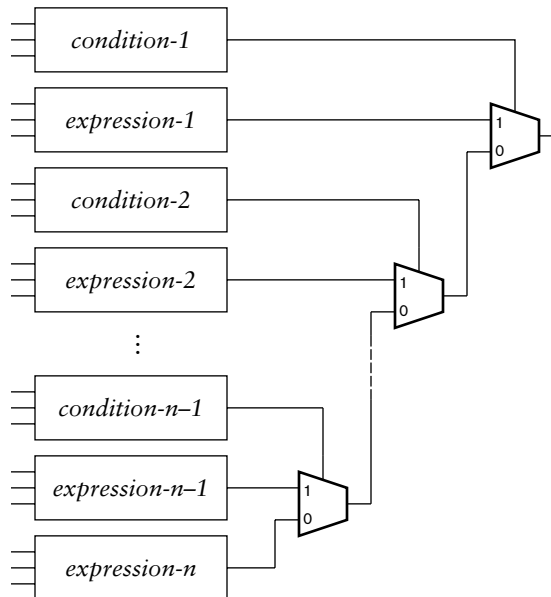 condition-1
expression-1
1
0
condition-2
expression-2
1
0
⋮
condition-n–1
expression-n–1
1
0
expression-n